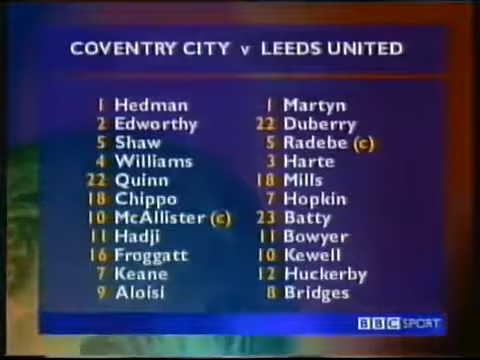 COVENTRY CITY v LEEDS UNITED
1 Hedman
2 Edworthy
5 Shaw
4 Williams
22 Quinn
18 Chippo
10 McAllister (c)
11 Hadji
16 Froggatt
7 Keane
9 Aloisi
1 Martyn
22 Duberry
5 Radebe (c)
3 Harte
18 Mills
7 Hopkin
23 Batty
11 Bowyer
10 Kewell
12 Huckerby
8 Bridges
BBC SPORT